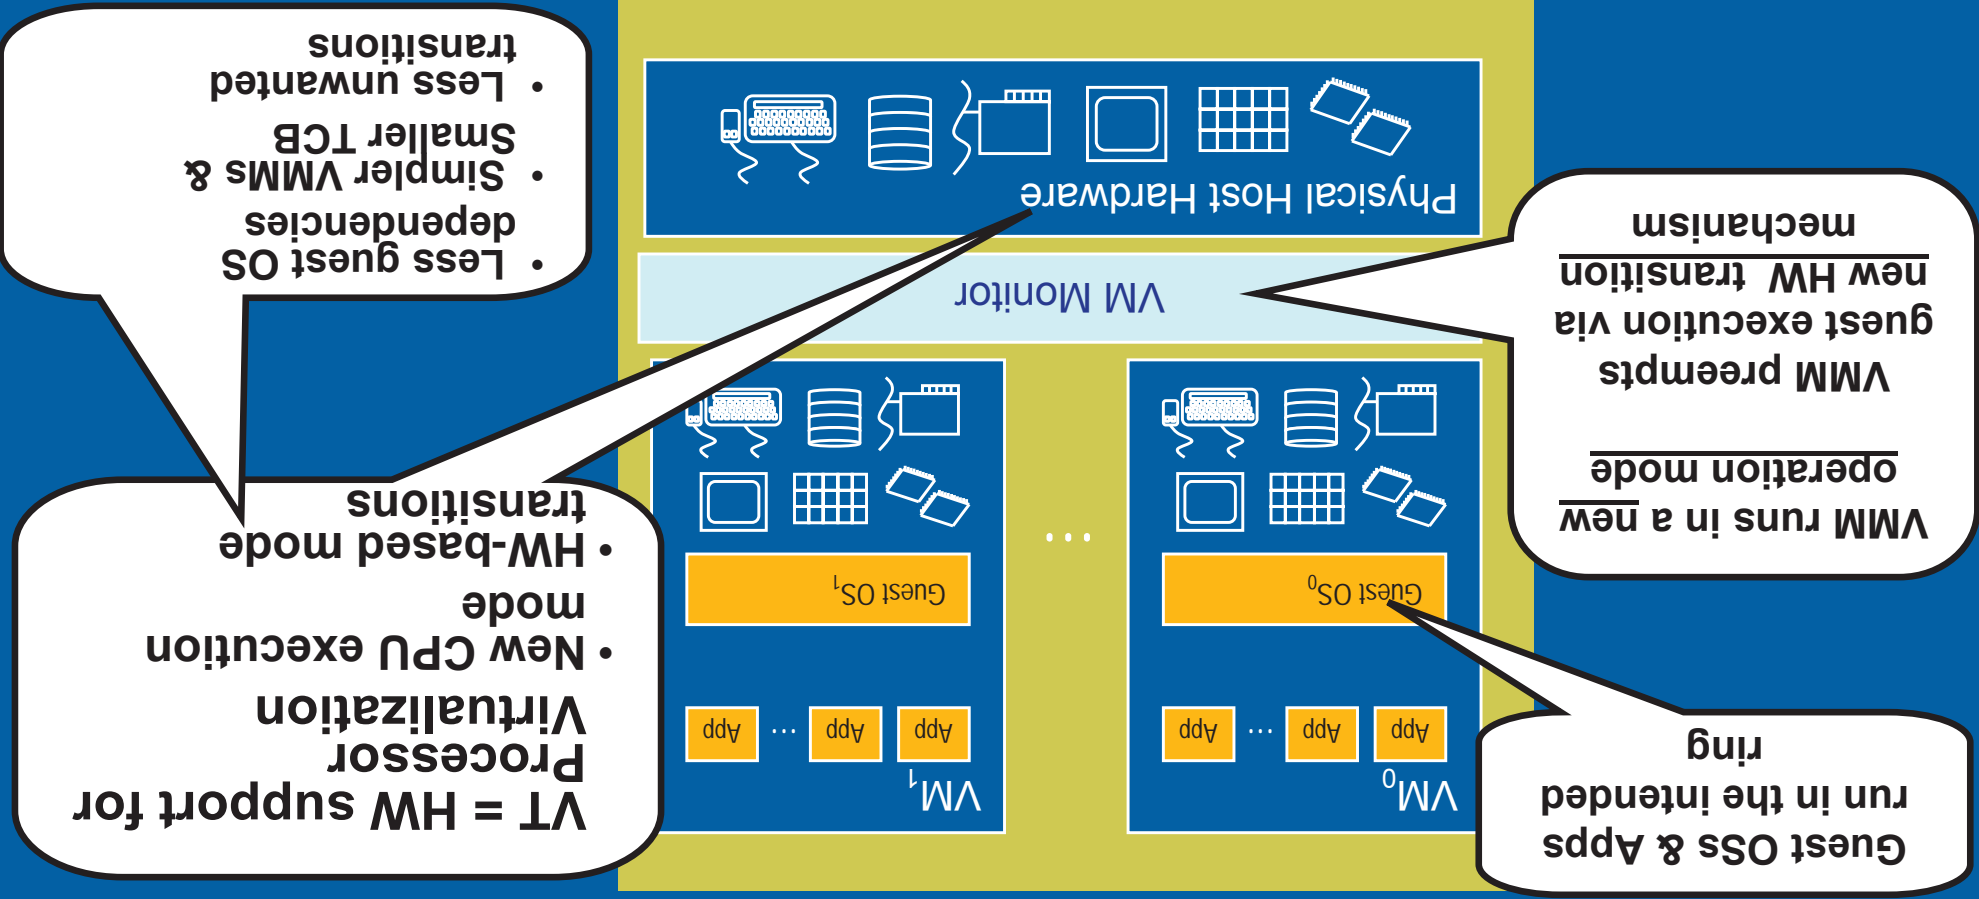 Guest OSs & Apps
run in the intended
ring
VMM runs in a new
operation mode
VMM preempts
guest execution via
new HW transition
mechanism
VM₀
App App ... App
Guest OS₀
...
VM₁
App App ... App
Guest OS₁
VM Monitor
Physical Host Hardware
VT = HW support for
Processor
Virtualization
• New CPU execution
mode
• HW-based mode
transitions
• Less guest OS
dependencies
• Simpler VMMs &
Smaller TCB
• Less unwanted
transitions